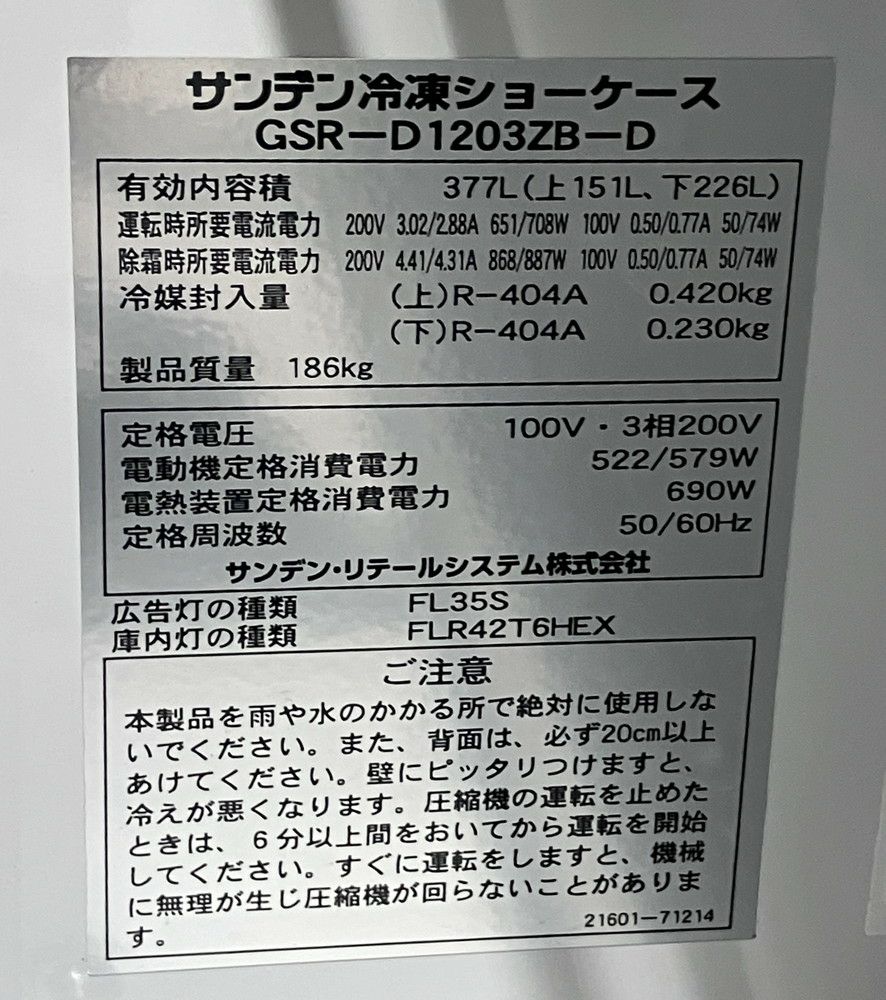 サンデン冷凍ショーケース
GSR－D1203ZB－D
有効内容積 377L(上151L、下226L)
運転時所要電流電力 200V 3.02/2.88A 651/708W 100V 0.50/0.77A 50/74W
除霜時所要電流電力 200V 4.41/4.31A 868/887W 100V 0.50/0.77A 50/74W
冷媒封入量 (上)R－404A 0.420kg
(下)R－404A 0.230kg
製品質量 186kg
定格電圧 100V・3相200V
電動機定格消費電力 522/579W
電熱装置定格消費電力 690W
定格周波数 50/60Hz
サンデン・リテールシステム株式会社
広告灯の種類 FL35S
庫内灯の種類 FLR42T6HEX
ご注意
本製品を雨や水のかかる所で絶対に使用しな
いでください。また、背面は、必ず20cm以上
あけてください。壁にピッタリつけますと、
冷えが悪くなります。圧縮機の運転を止めた
ときは、6分以上間をおいてから運転を開始
してください。すぐに運転をしますと、機械
に無理が生じ圧縮機が回らないことがありま
す。
21601－71214